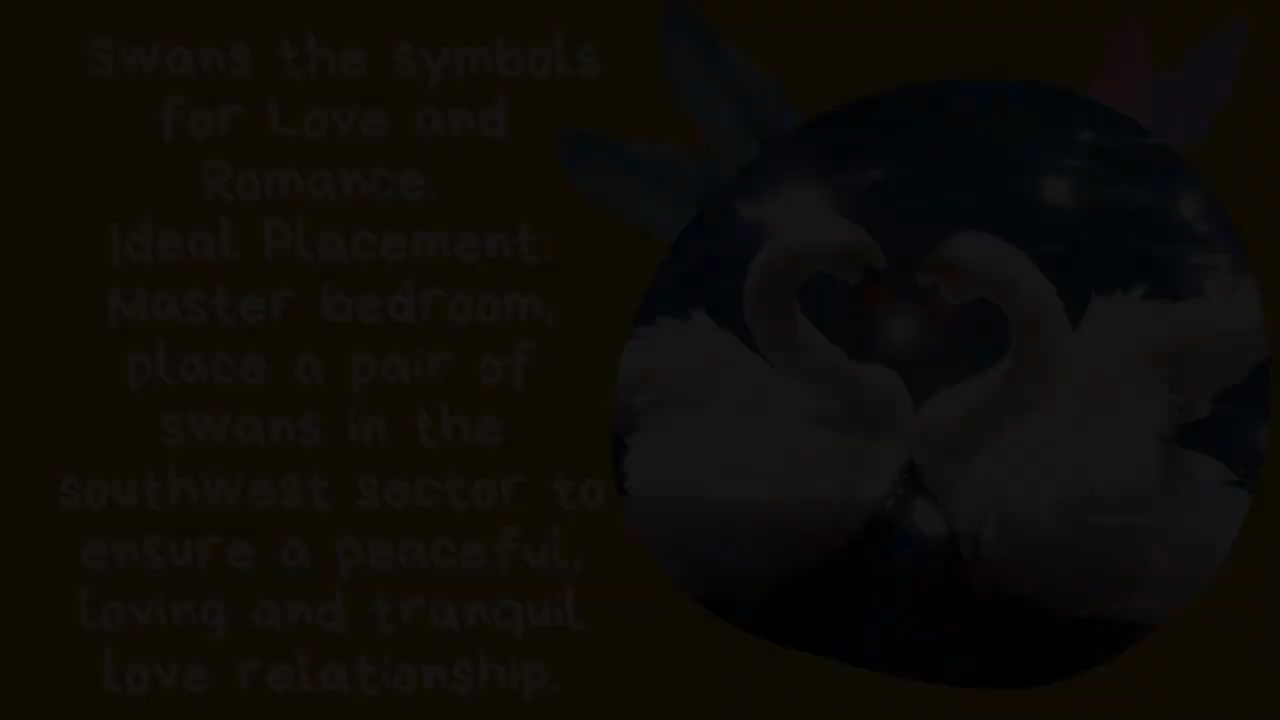 Swans the symbols
for Love and
Romance.
Ideal Placement:
Master bedroom,
place a pair of
swans in the
southwest sector to
ensure a peaceful,
loving and tranquil
love relationship.